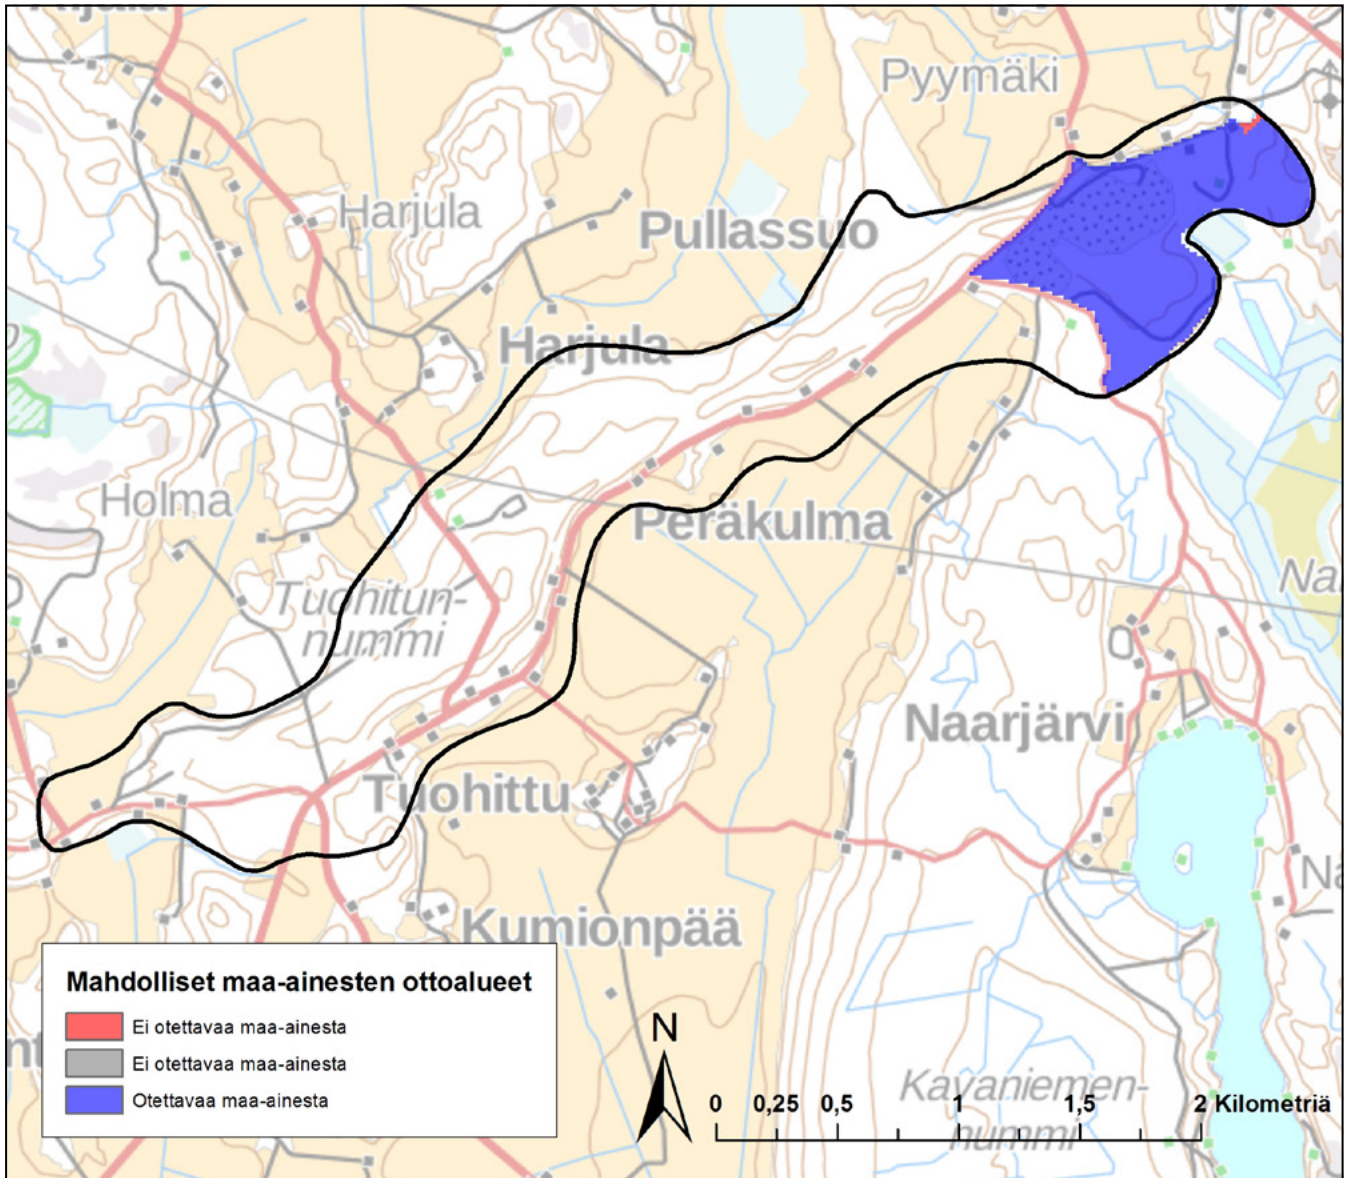 Pyymäki
Harjula
Pullassuo
Harjula
Holma
Peräkulma
Tuohitun-
nummi
Naarjärvi
Tuohittu
Kumionpää
Mahdolliset maa-ainesten ottoalueet
Ei otettavaa maa-ainesta
Ei otettavaa maa-ainesta
Otettavaa maa-ainesta
N
0 0,25 0,5 1 1,5 2 Kilometriä
Kavaniemen-
nummi